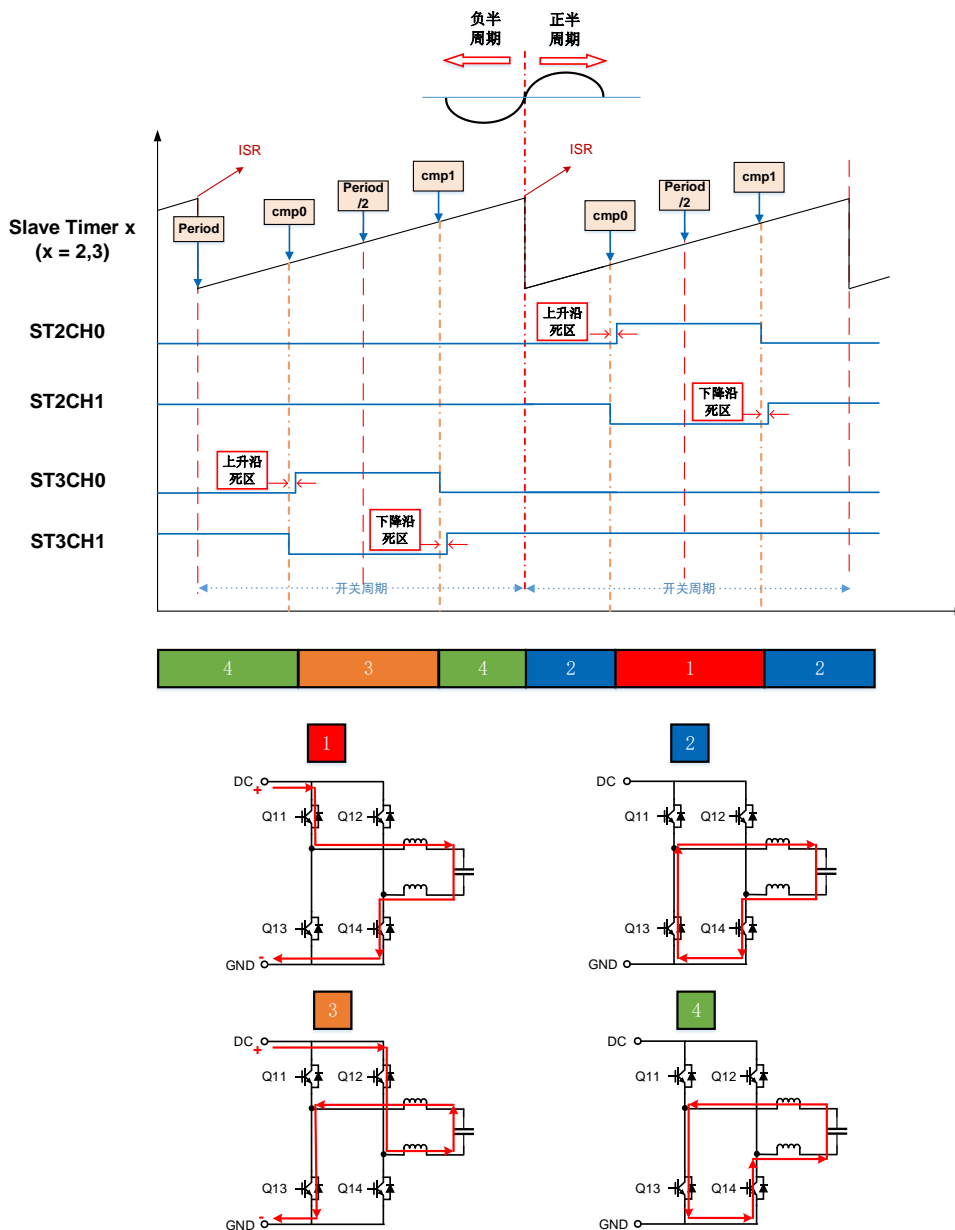 负半
周期
正半
周期
ISR
ISR
Period
cmp0
Period
/2
cmp1
cmp0
Period
/2
cmp1
Slave Timer x
(x = 2,3)
上升沿
死区
ST2CH0
ST2CH1
下降沿
死区
上升沿
死区
ST3CH0
下降沿
死区
ST3CH1
开关周期
开关周期
4
3
4
2
1
2
1
2
DC
+
Q11
Q12
Q13
Q14
-
GND
DC
Q11
Q12
Q13
Q14
GND
3
4
DC
+
Q11
Q12
Q13
Q14
-
GND
DC
Q11
Q12
Q13
Q14
GND